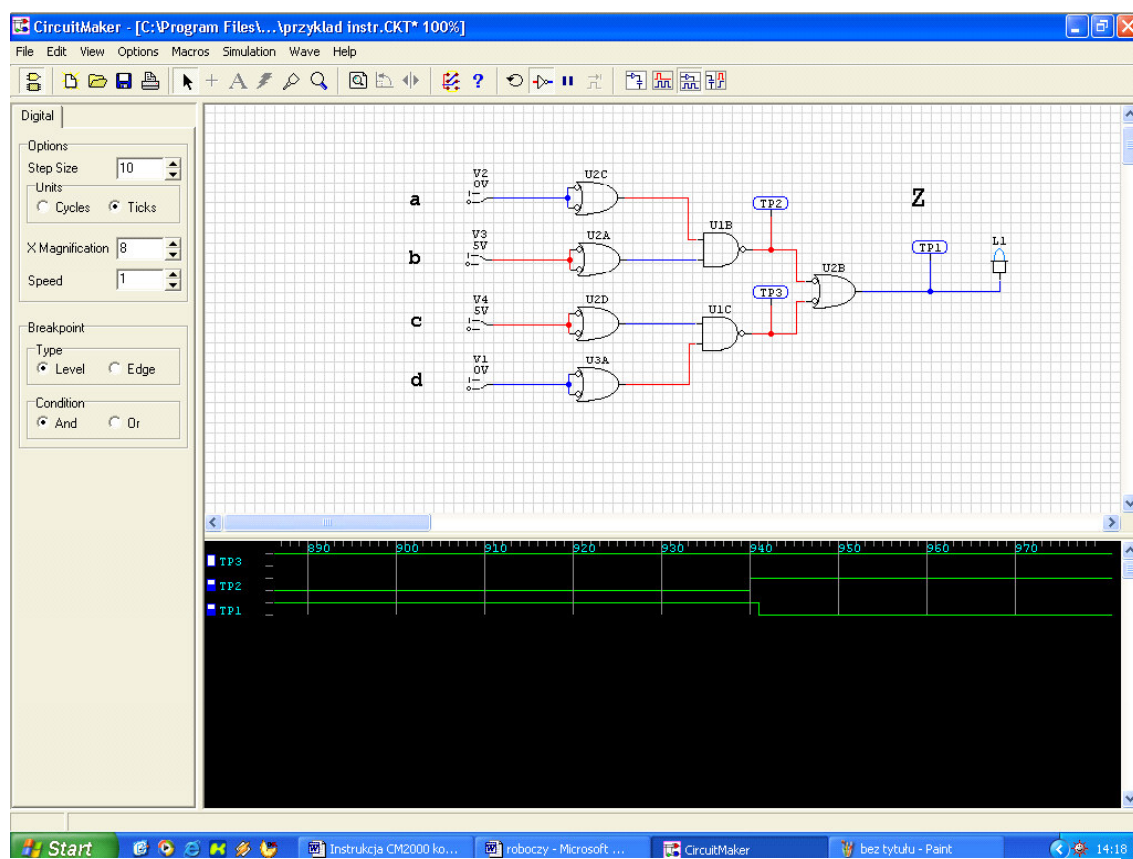 CircuitMaker - [C:\Program Files\...\przyklad instr.CKT* 100%]
File Edit View Options Macros Simulation Wave Help
Digital
Options
Step Size 10
Units
Cycles Ticks
X Magnification 8
Speed 1
Breakpoint
Type
Level Edge
Condition
And Or
V2
0V
U2C
a
TP2
Z
V3
5V
U2A
U1B
b
TP1
L1
U2B
V4
5V
U2D
TP3
U1C
c
V1
0V
U3A
d
890 900 910 920 930 940 950 960 970
TP3
TP2
TP1
Start Instrukcja CM2000 ko... roboczy - Microsoft ... CircuitMaker bez tytułu - Paint 14:18